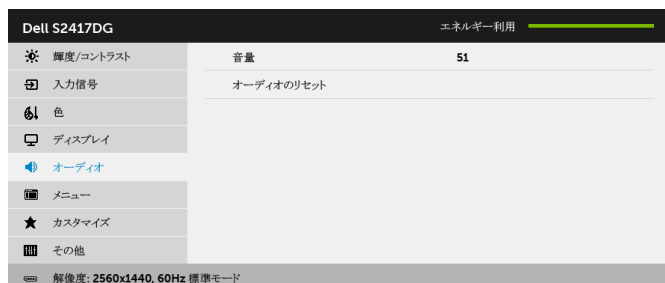 Dell S2417DG エネルギー利用
輝度/コントラスト 音量 51
入力信号 オーディオのリセット
色
ディスプレイ
オーディオ
メニュー
カスタマイズ
その他
解像度: 2560x1440, 60Hz 標準モード